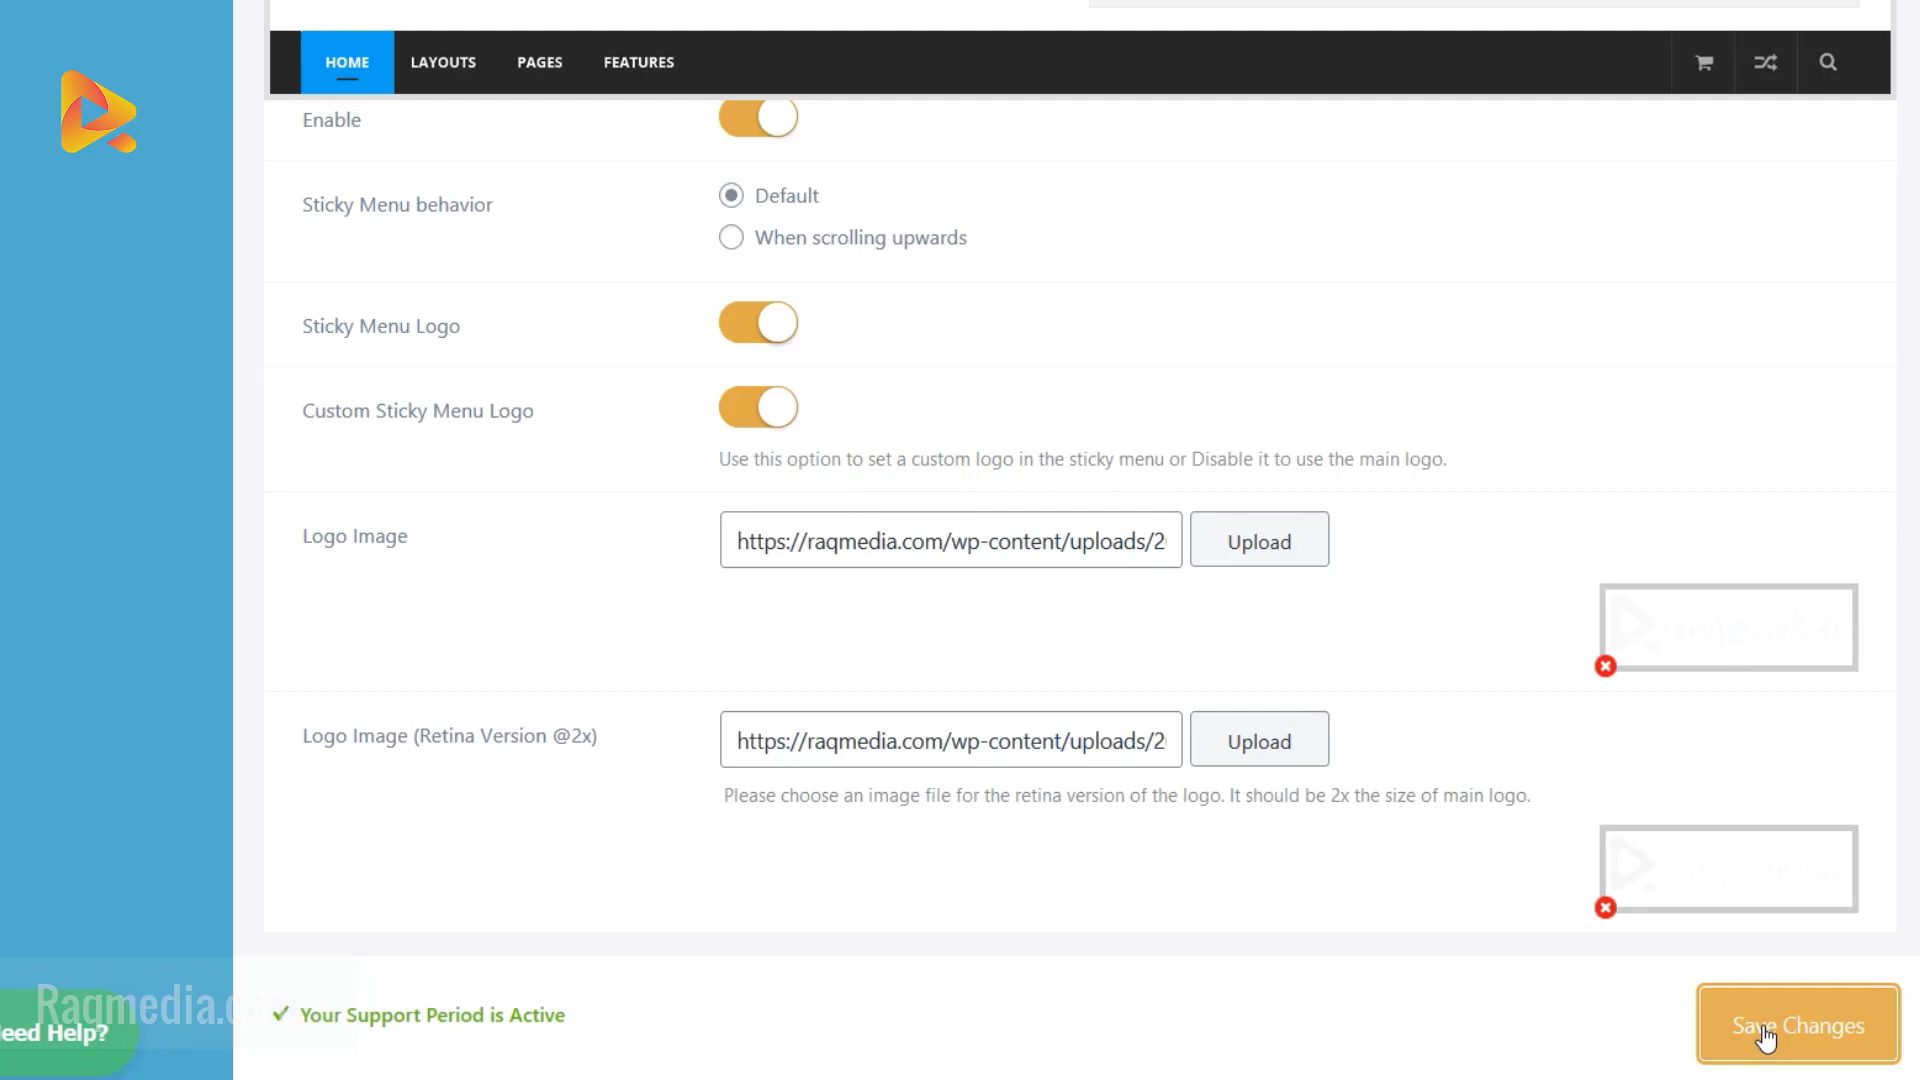 HOME LAYOUTS PAGES FEATURES
Enable
Sticky Menu behavior
Default
When scrolling upwards
Sticky Menu Logo
Custom Sticky Menu Logo
Use this option to set a custom logo in the sticky menu or Disable it to use the main logo.
Logo Image
https://raqmedia.com/wp-content/uploads/2
Upload
Logo Image (Retina Version @2x)
https://raqmedia.com/wp-content/uploads/2
Upload
Please choose an image file for the retina version of the logo. It should be 2x the size of main logo.
Raqmedia.
eed Help?
✓ Your Support Period is Active
Save Changes